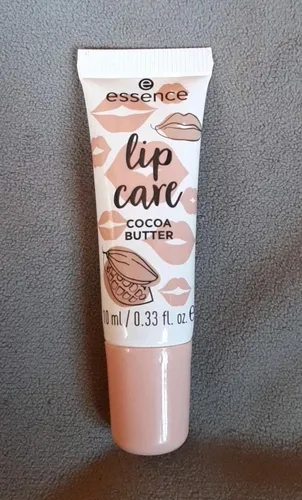 essence
lip
care
COCOA
BUTTER
10 ml / 0.33 fl. oz. e